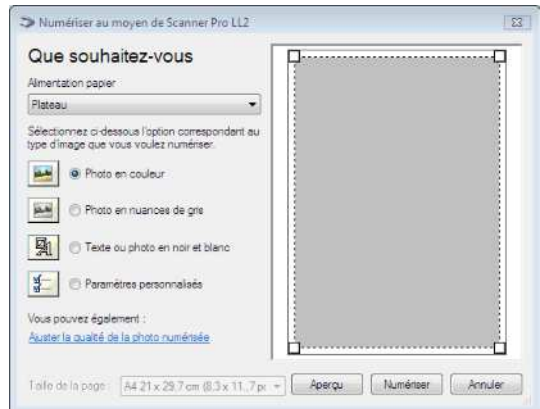 Numériser au moyen de Scanner Pro LL2
Que souhaitez-vous
Alimentation papier
Plateau
Sélectionnez ci-dessous l'option correspondant au
type d'image que vous voulez numériser.
Photo en couleur
Photo en nuances de gris
Texte ou photo en noir et blanc
Paramètres personnalisés
Vous pouvez également :
Ajuster la qualité de la photo numérisée
Taille de la page :
A4 21 x 29,7 cm (8,3 x 11,,7 pc
Aperçu
Numériser
Annuler